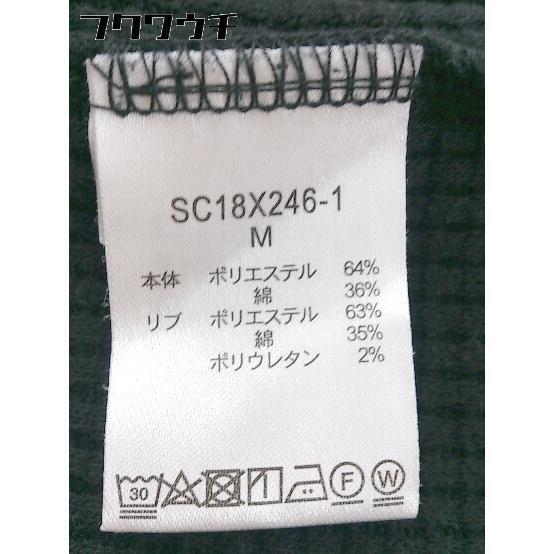 フクワウチ
SC18X246-1
M
本体 ポリエステル 64%
綿 36%
リブ ポリエステル 63%
綿 35%
ポリウレタン 2%
30 F W